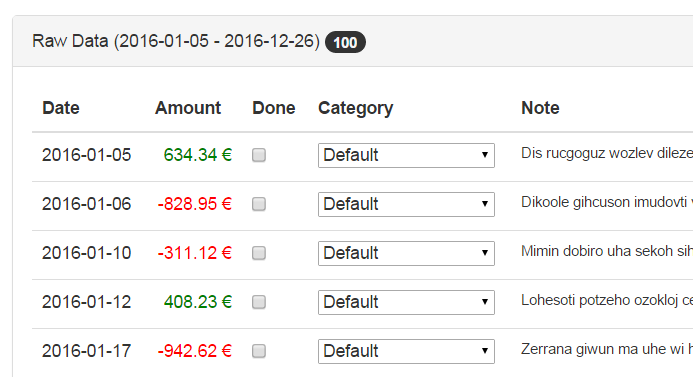 Raw Data (2016-01-05 - 2016-12-26) 100
Date Amount Done Category Note
2016-01-05 634.34 € Default Dis rucgoguz wozlev dileze
2016-01-06 -828.95 € Default Dikoole gihcuson imudovti
2016-01-10 -311.12 € Default Mimin dobiro uha sekoh sih
2016-01-12 408.23 € Default Lohesoti potzeho ozokloj ce
2016-01-17 -942.62 € Default Zerrana giwun ma uhe wi h